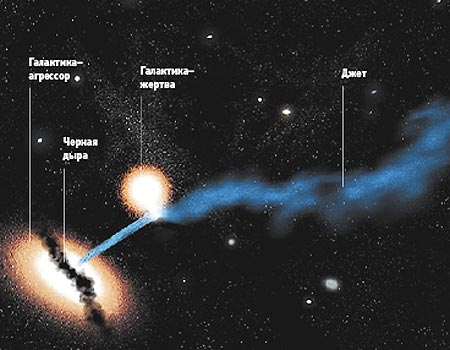 Галактика–
агрессор
Черная
дыра
Галактика–
жертва
Джет